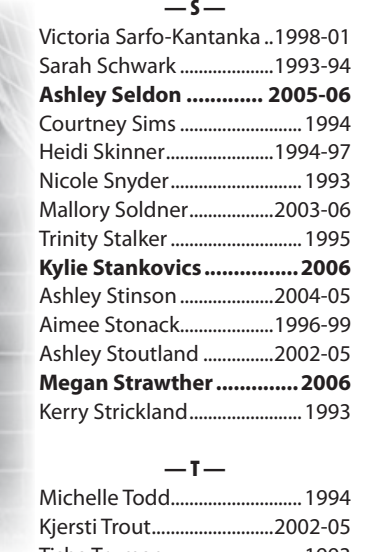 — S —
Victoria Sarfo-Kantanka ..1998-01
Sarah Schwark .....................1993-94
Ashley Seldon ............. 2005-06
Courtney Sims ............................ 1994
Heidi Skinner.........................1994-97
Nicole Snyder.............................. 1993
Mallory Soldner....................2003-06
Trinity Stalker .............................. 1995
Kylie Stankovics ................ 2006
Ashley Stinson ......................2004-05
Aimee Stonack......................1996-99
Ashley Stoutland ................2002-05
Megan Strawther .............. 2006
Kerry Strickland.......................... 1993
— T —
Michelle Todd.............................. 1994
Kjersti Trout............................2002-05